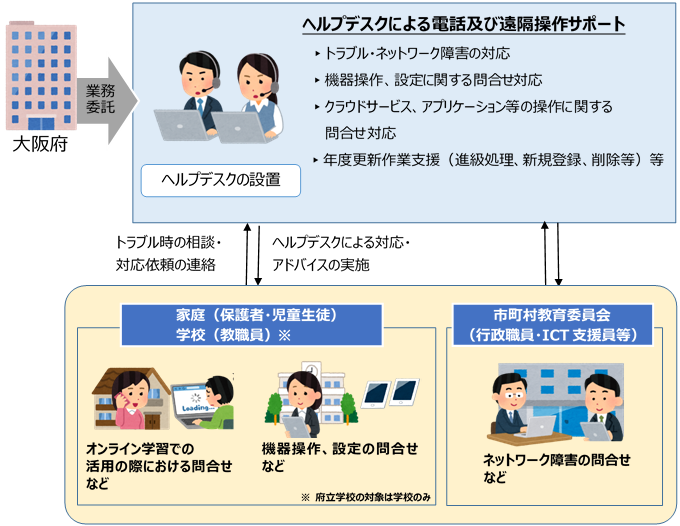 大阪府
業務
委託
ヘルプデスクによる電話及び遠隔操作サポート
▶ トラブル・ネットワーク障害の対応
▶ 機器操作、設定に関する問合せ対応
▶ クラウドサービス、アプリケーション等の操作に関する
問合せ対応
▶ 年度更新作業支援（進級処理、新規登録、削除等）等
ヘルプデスクの設置
トラブル時の相談・
対応依頼の連絡
ヘルプデスクによる対応・
アドバイスの実施
家庭（保護者・児童生徒）
学校（教職員）※
Loading...
オンライン学習での
活用の際における問合せ
など
機器操作、設定の問合せ
など
※ 府立学校の対象は学校のみ
市町村教育委員会
（行政職員・ICT支援員等）
ネットワーク障害の問合せ
など